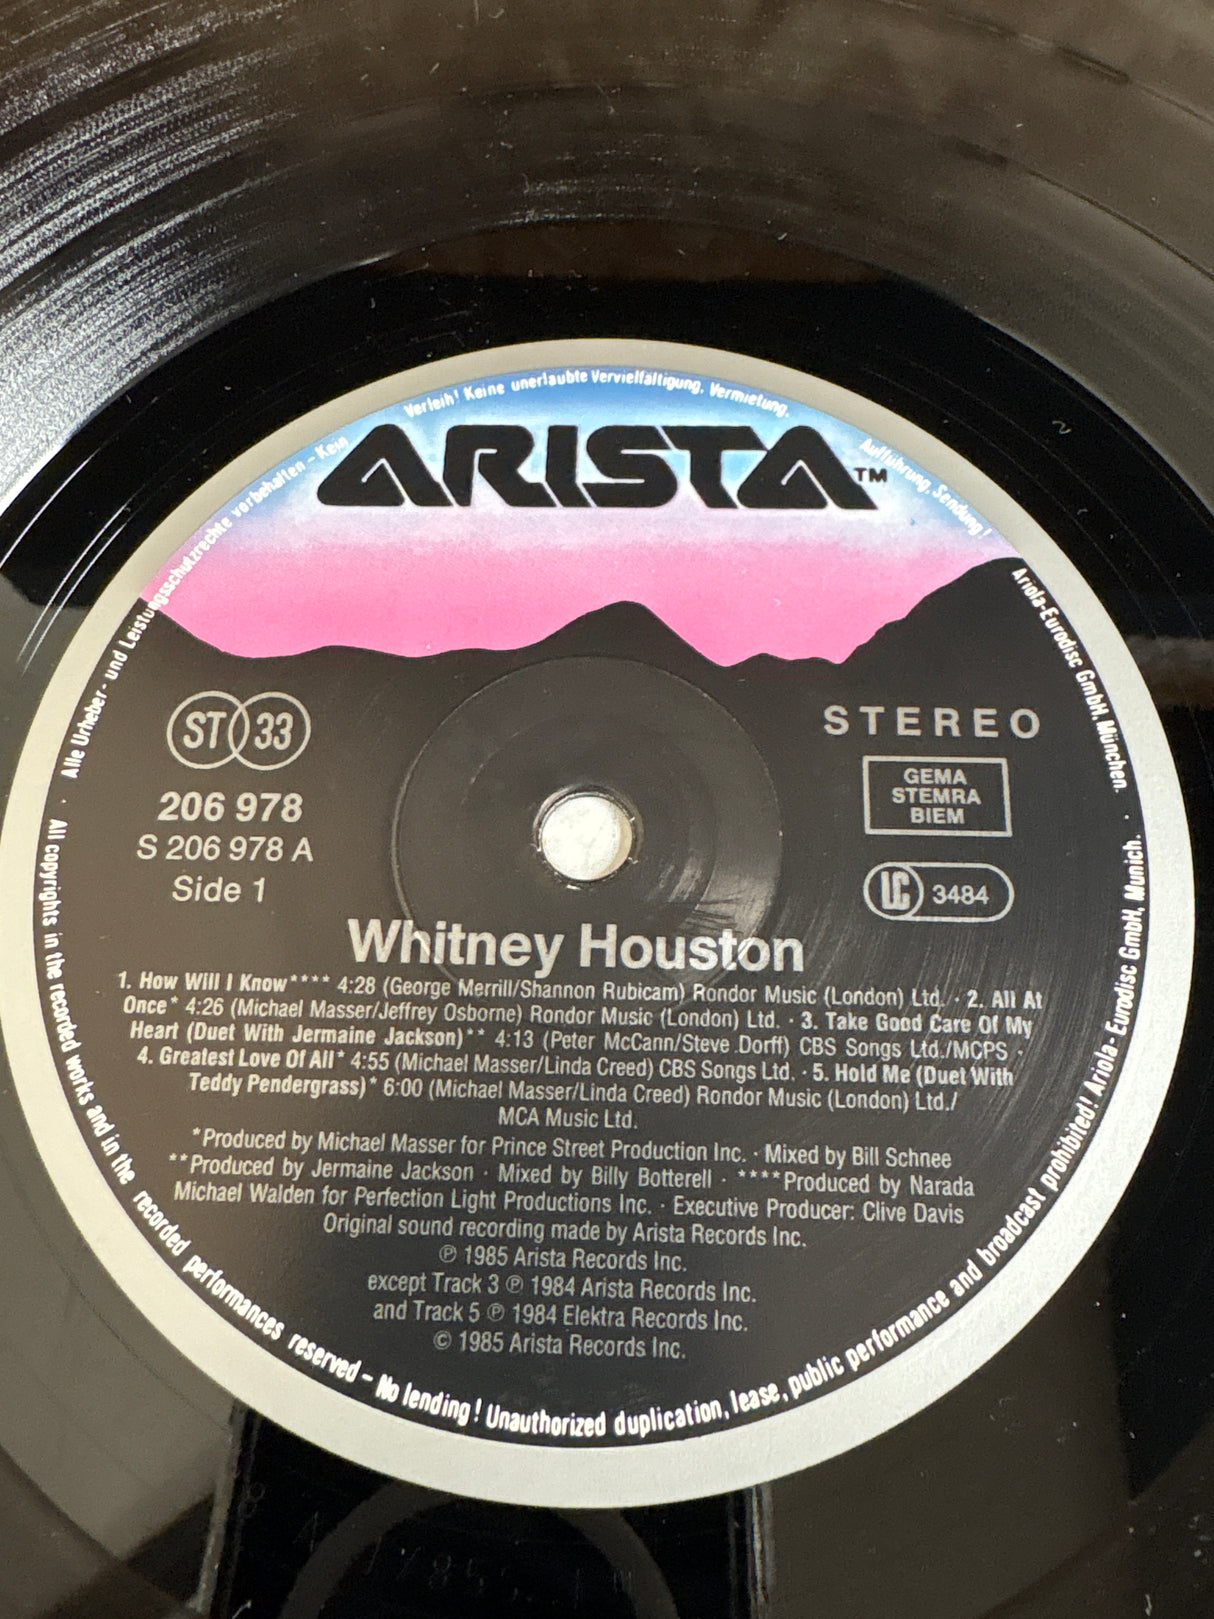 Alle Urheber- und Leistungsschutzrechte vorbehalten - Kein Verleih! Keine unerlaubte Vervielfältigung, Vermietung, Aufführung, Sendung!
ARISTA™
Ariola-Eurodisc GmbH, München.
ST 33
STEREO
206 978
GEMA
STEMRA
BIEM
S 206 978 A
Side 1
LC 3484
Whitney Houston
1. How Will I Know**** 4:28 (George Merrill/Shannon Rubicam) Rondor Music (London) Ltd. · 2. All At
Once* 4:26 (Michael Masser/Jeffrey Osborne) Rondor Music (London) Ltd. · 3. Take Good Care Of My
Heart (Duet With Jermaine Jackson)** 4:13 (Peter McCann/Steve Dorff) CBS Songs Ltd./MCPS ·
4. Greatest Love Of All* 4:55 (Michael Masser/Linda Creed) CBS Songs Ltd. · 5. Hold Me (Duet With
Teddy Pendergrass)* 6:00 (Michael Masser/Linda Creed) Rondor Music (London) Ltd./
MCA Music Ltd.
*Produced by Michael Masser for Prince Street Production Inc. · Mixed by Bill Schnee
**Produced by Jermaine Jackson · Mixed by Billy Botterell · ****Produced by Narada
Michael Walden for Perfection Light Productions Inc. · Executive Producer: Clive Davis
Original sound recording made by Arista Records Inc.
℗ 1985 Arista Records Inc.
except Track 3 ℗ 1984 Arista Records Inc.
and Track 5 ℗ 1984 Elektra Records Inc.
© 1985 Arista Records Inc.
· All copyrights in the recorded works and in the recorded performances reserved - No lending! Unauthorized duplication, lease, public performance and broadcast prohibited! Ariola-Eurodisc GmbH, Munich. ·